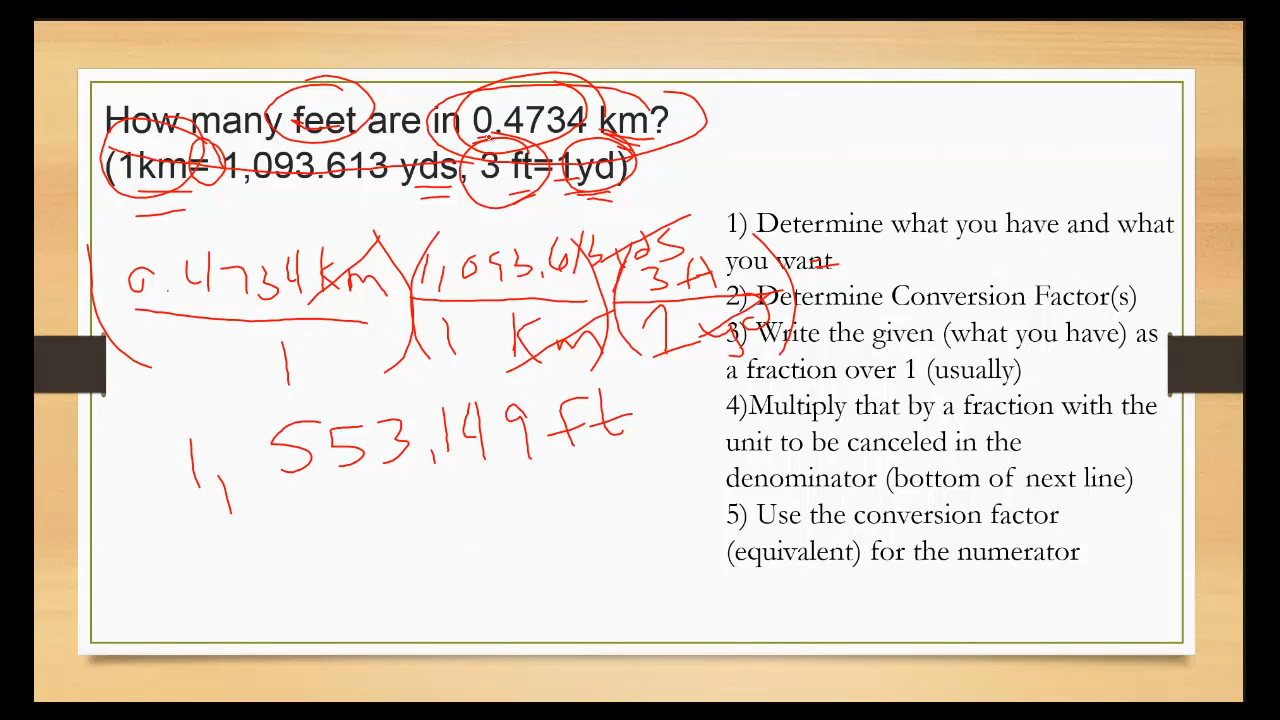 How many feet are in 0.4734 km?
(1km= 1,093.613 yds, 3 ft=1yd)
0.4734 km
1
1,093.613 yds
1 km
3 ft
1 yd
1, 553,149 ft
1) Determine what you have and what
you want
2) Determine Conversion Factor(s)
3) Write the given (what you have) as
a fraction over 1 (usually)
4)Multiply that by a fraction with the
unit to be canceled in the
denominator (bottom of next line)
5) Use the conversion factor
(equivalent) for the numerator